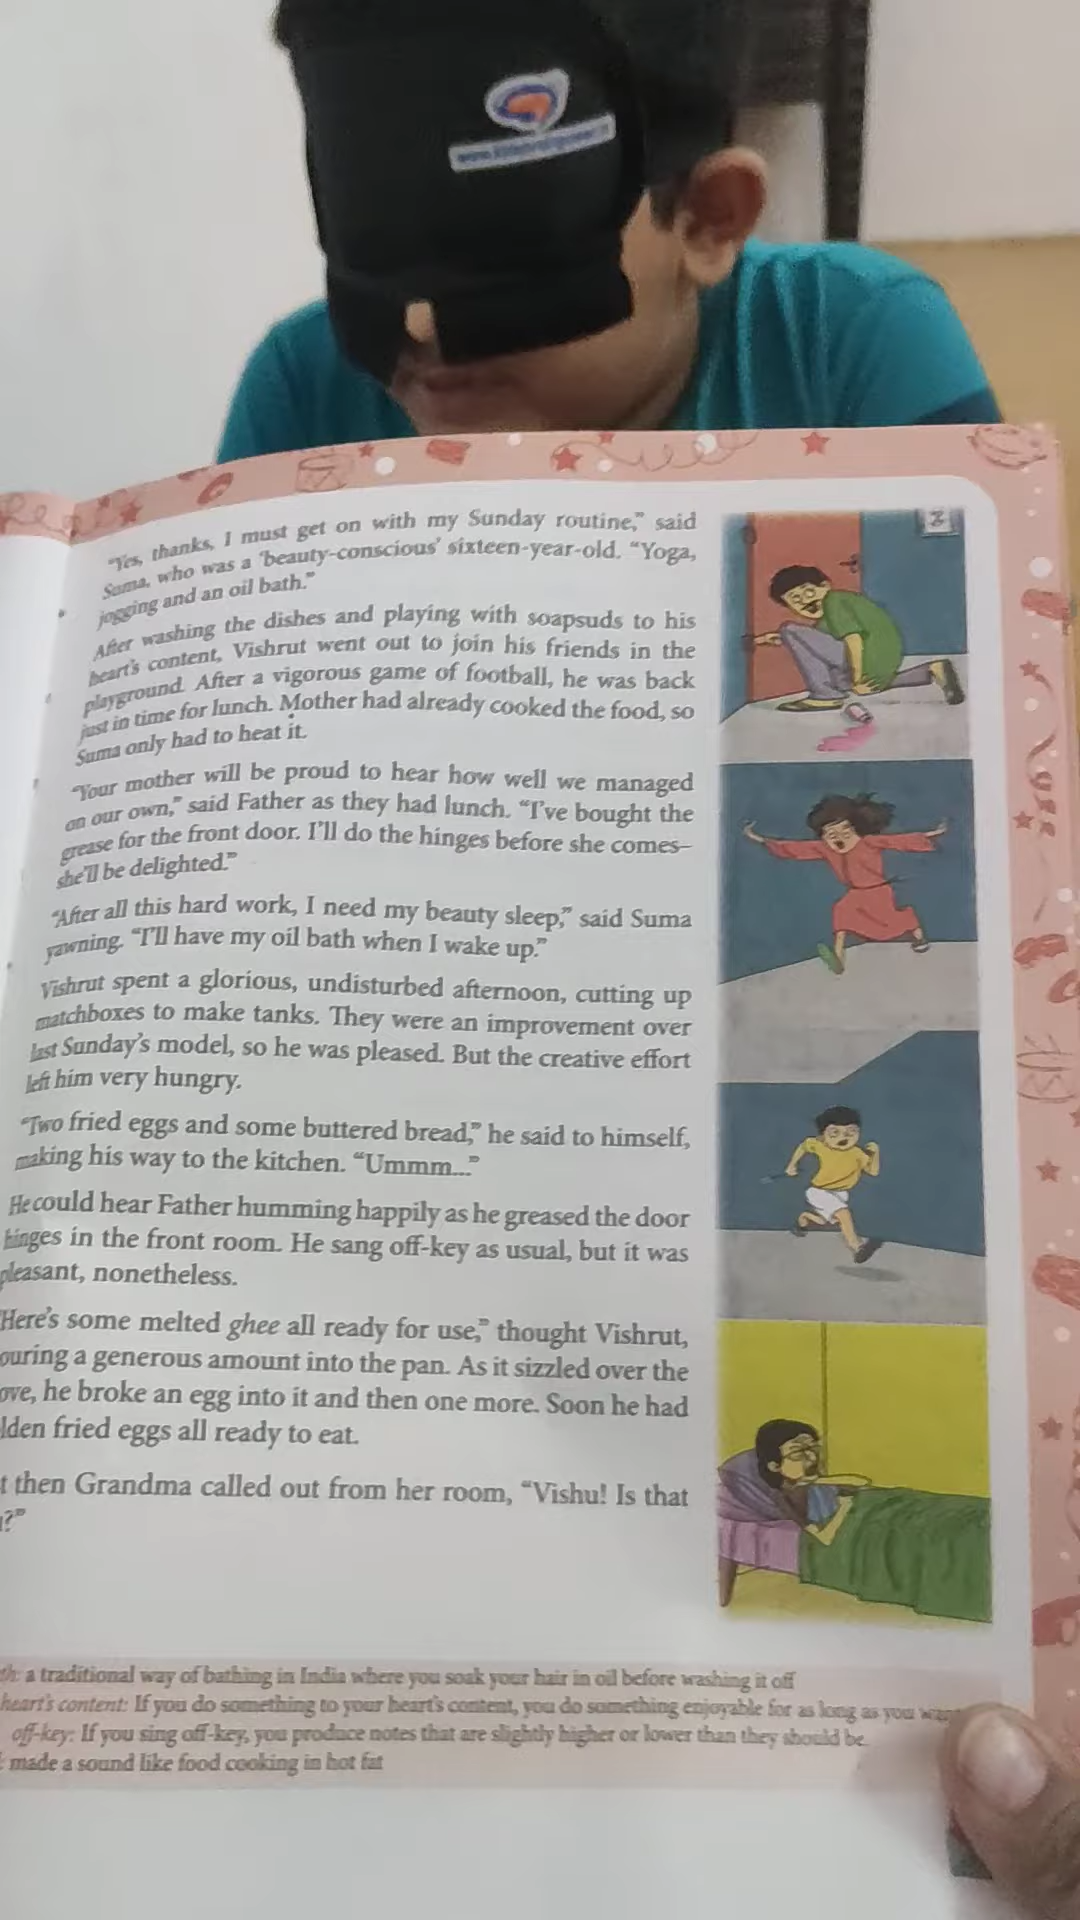 "Yes, thanks, I must get on with my Sunday routine," said
Suma, who was a 'beauty-conscious' sixteen-year-old. "Yoga,
jogging and an oil bath."
After washing the dishes and playing with soapsuds to his
heart's content, Vishrut went out to join his friends in the
playground. After a vigorous game of football, he was back
just in time for lunch. Mother had already cooked the food, so
Suma only had to heat it.
"Your mother will be proud to hear how well we managed
on our own," said Father as they had lunch. "I've bought the
grease for the front door. I'll do the hinges before she comes–
she'll be delighted."
"After all this hard work, I need my beauty sleep," said Suma
yawning. "I'll have my oil bath when I wake up."
Vishrut spent a glorious, undisturbed afternoon, cutting up
matchboxes to make tanks. They were an improvement over
last Sunday's model, so he was pleased. But the creative effort
left him very hungry.
"Two fried eggs and some buttered bread," he said to himself,
making his way to the kitchen. "Ummm..."
He could hear Father humming happily as he greased the door
hinges in the front room. He sang off-key as usual, but it was
pleasant, nonetheless.
Here's some melted ghee all ready for use," thought Vishrut,
ouring a generous amount into the pan. As it sizzled over the
ove, he broke an egg into it and then one more. Soon he had
lden fried eggs all ready to eat.
t then Grandma called out from her room, "Vishu! Is that
?"
th: a traditional way of bathing in India where you soak your hair in oil before washing it off
heart's content: If you do something to your heart's content, you do something enjoyable for as long as you
off-key: If you sing off-key, you produce notes that are slightly higher or lower than they should be.
: made a sound like food cooking in hot fat